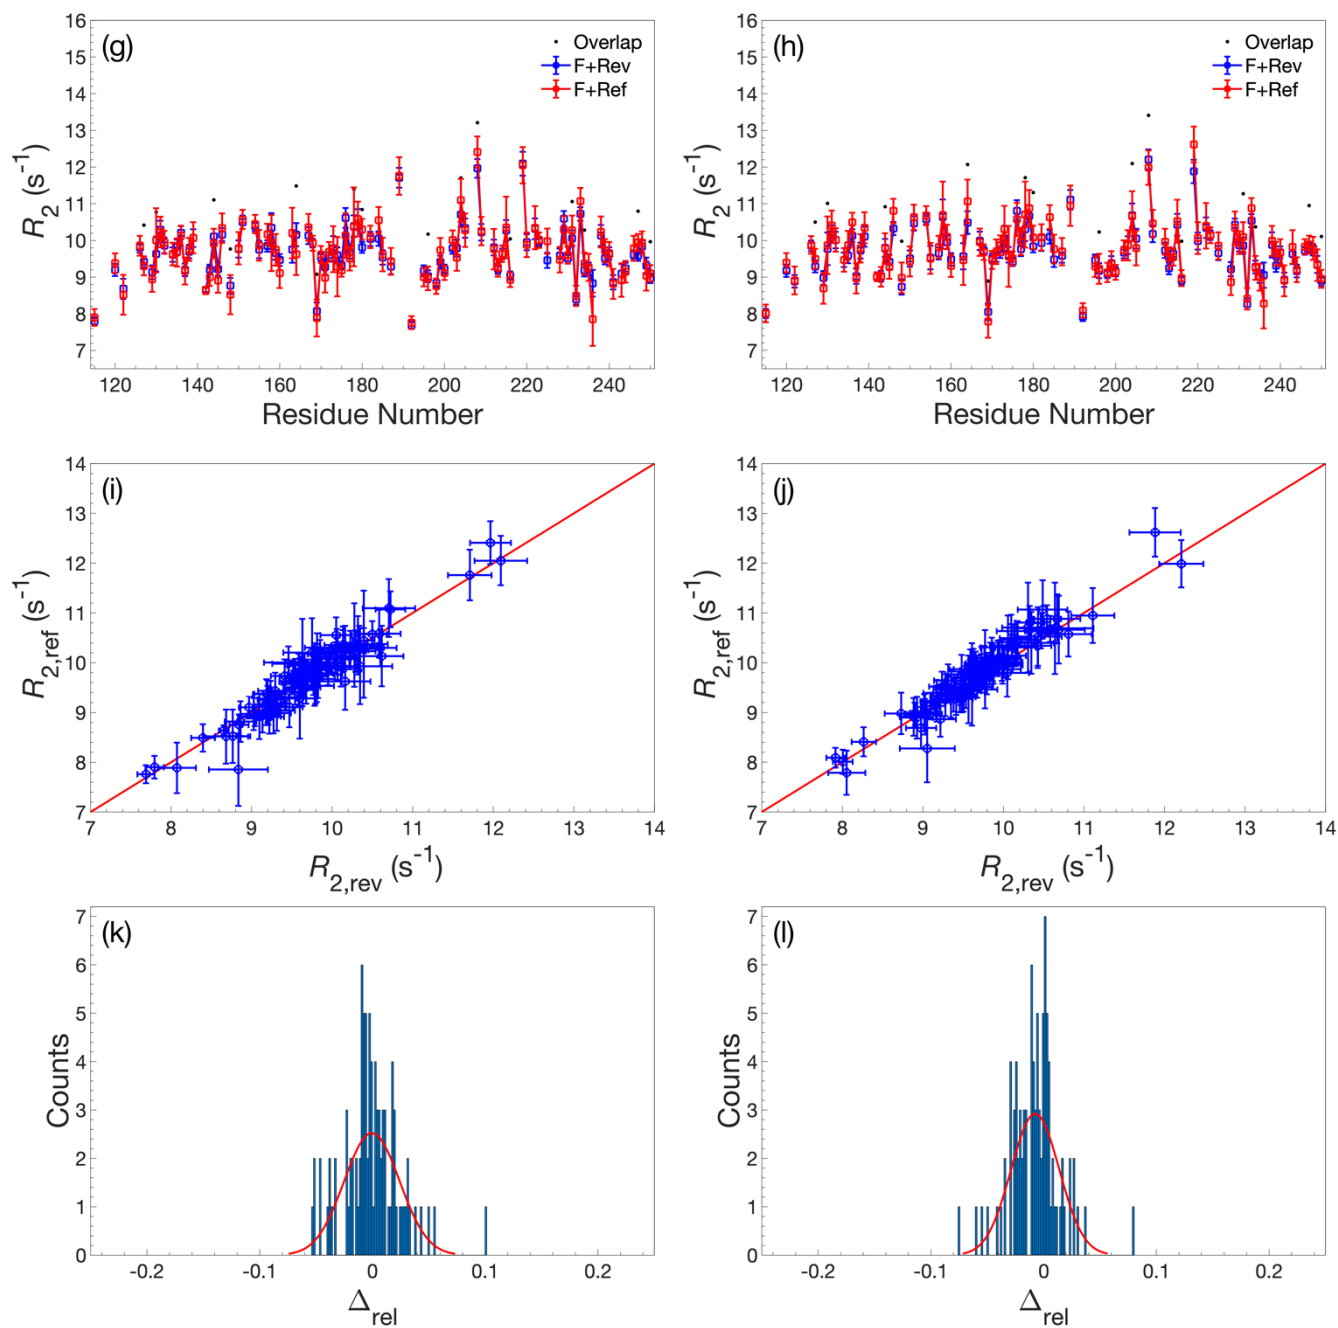 (g)
Overlap
F+Rev
F+Ref
16
15
14
13
12
11
10
9
8
7
R2 (s−1)
120 140 160 180 200 220 240
Residue Number
(h)
Overlap
F+Rev
F+Ref
16
15
14
13
12
11
10
9
8
7
R2 (s−1)
120 140 160 180 200 220 240
Residue Number
(i)
14
13
12
11
10
9
8
7
R2,ref (s−1)
7 8 9 10 11 12 13 14
R2,rev (s−1)
(j)
14
13
12
11
10
9
8
7
R2,ref (s−1)
7 8 9 10 11 12 13 14
R2,rev (s−1)
(k)
7
6
5
4
3
2
1
0
Counts
-0.2 -0.1 0 0.1 0.2
Δrel
(l)
7
6
5
4
3
2
1
0
Counts
-0.2 -0.1 0 0.1 0.2
Δrel